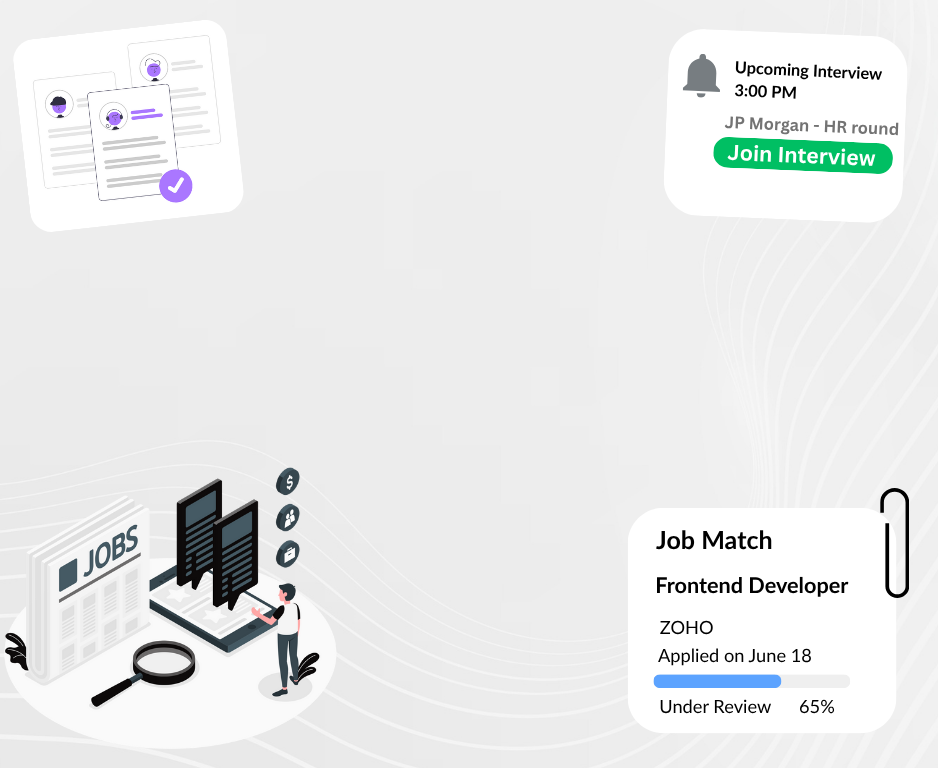 Upcoming Interview
3:00 PM
JP Morgan - HR round
Join Interview
JOBS
$
Job Match
Frontend Developer
ZOHO
Applied on June 18
Under Review 65%